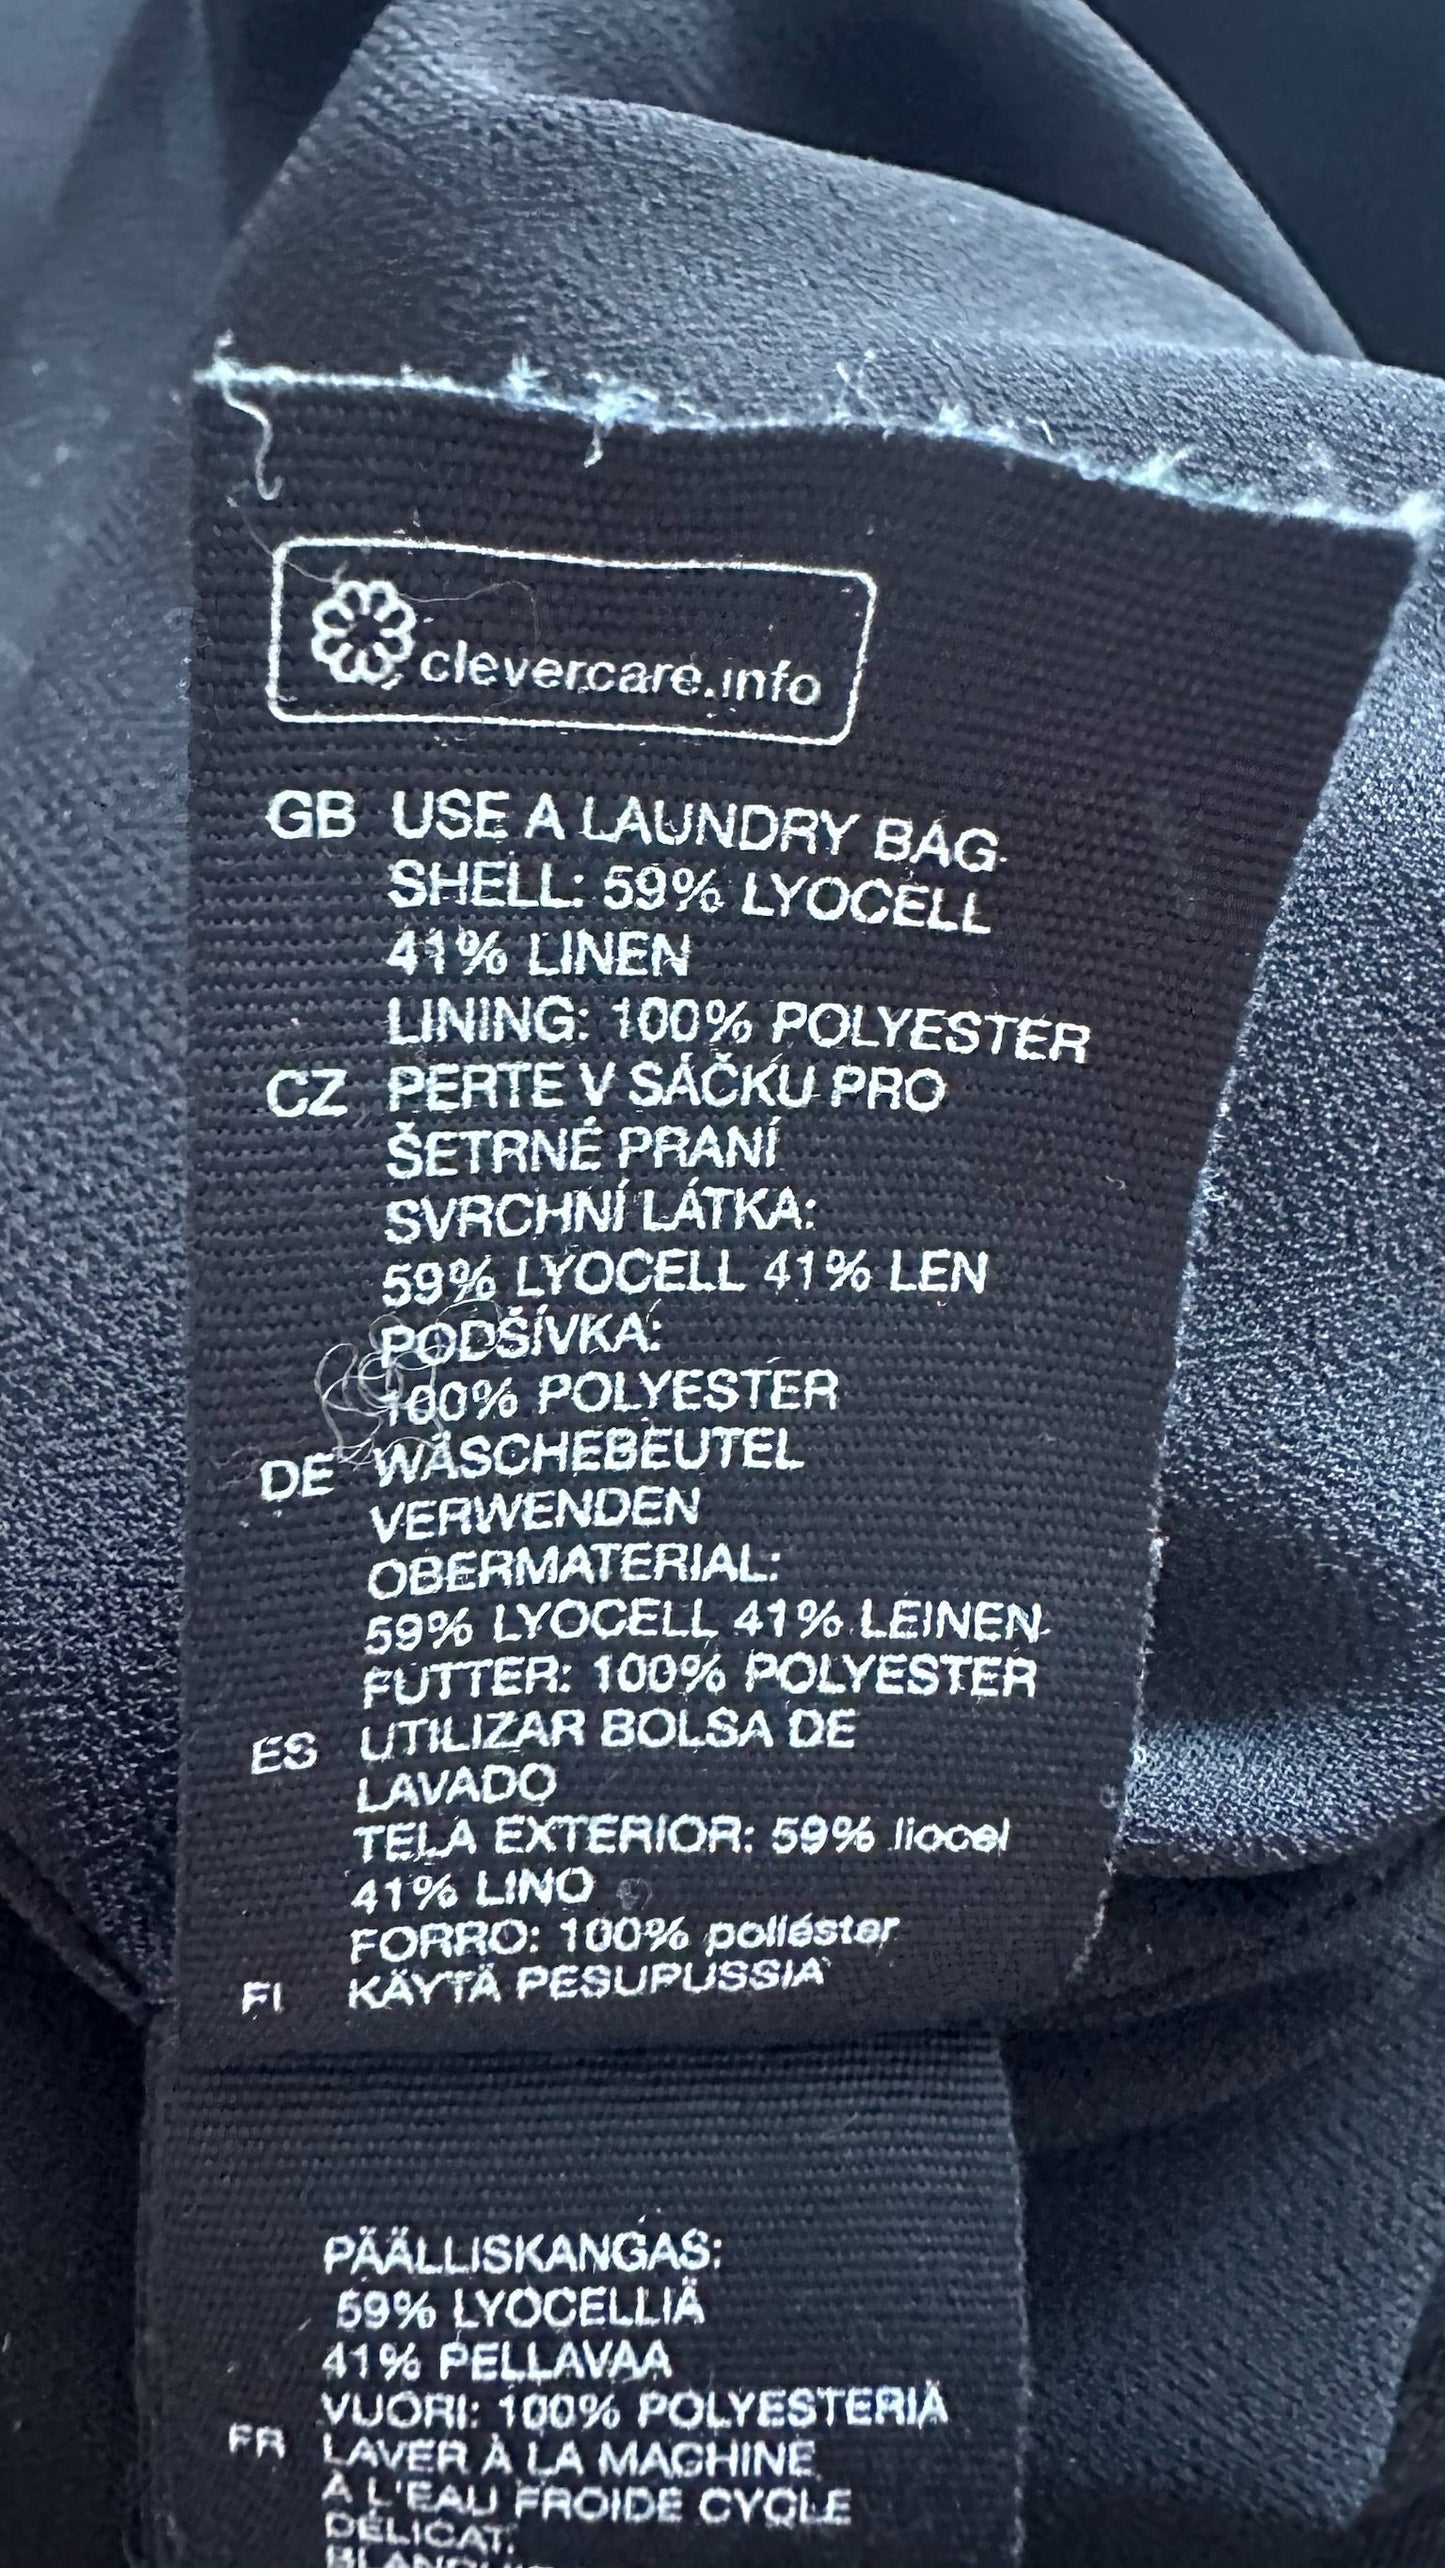 clevercare.info
GB USE A LAUNDRY BAG
SHELL: 59% LYOCELL
41% LINEN
LINING: 100% POLYESTER
CZ PERTE V SÁČKU PRO
ŠETRNÉ PRANÍ
SVRCHNÍ LÁTKA:
59% LYOCELL 41% LEN
PODŠÍVKA:
100% POLYESTER
DE WÄSCHEBEUTEL
VERWENDEN
OBERMATERIAL:
59% LYOCELL 41% LEINEN
FUTTER: 100% POLYESTER
ES UTILIZAR BOLSA DE
LAVADO
TELA EXTERIOR: 59% liocel
41% LINO
FORRO: 100% poliéster
FI KÄYTÄ PESUPUSSIA
PÄÄLLISKANGAS:
59% LYOCELLIÄ
41% PELLAVAA
VUORI: 100% POLYESTERIÄ
FR LAVER À LA MACHINE
À L'EAU FROIDE CYCLE
DÉLICAT.